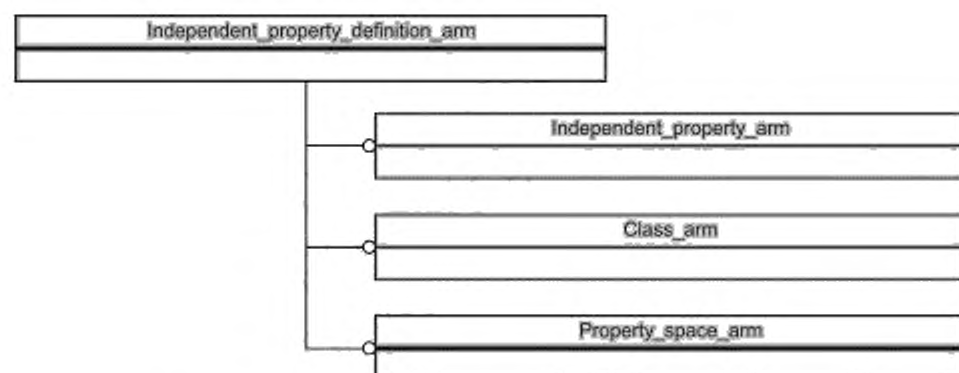 Independent_property_definition_arm
Independent_property_arm
Class_arm
Property_space_arm